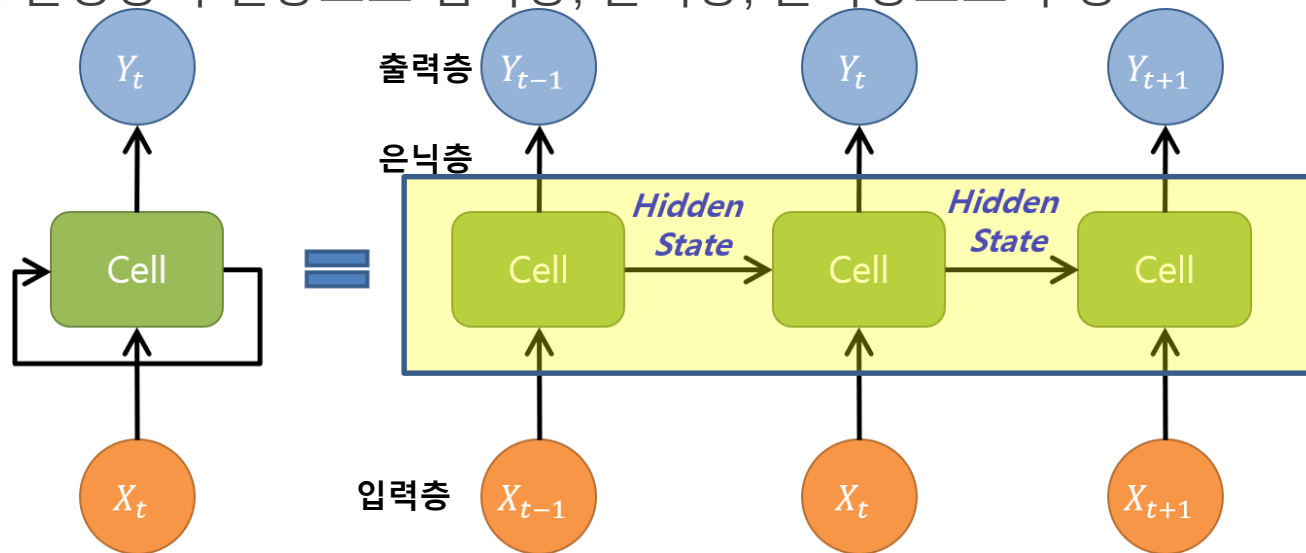 Y_t
출력층
Y_{t-1}
Y_t
Y_{t+1}
은닉층
Hidden State
Hidden State
Cell
Cell
Cell
Cell
X_t
입력층
X_{t-1}
X_t
X_{t+1}